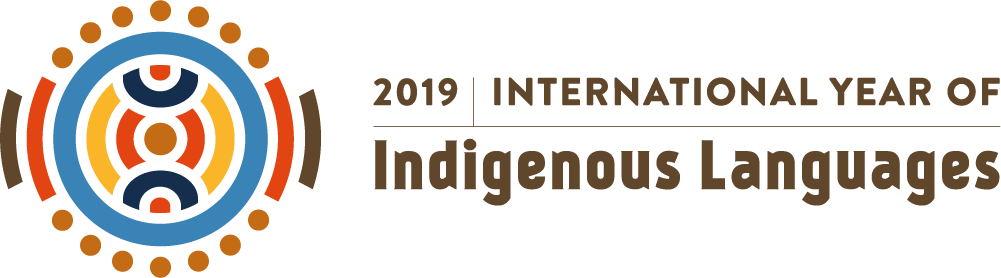 2019 | INTERNATIONAL YEAR OF
Indigenous Languages